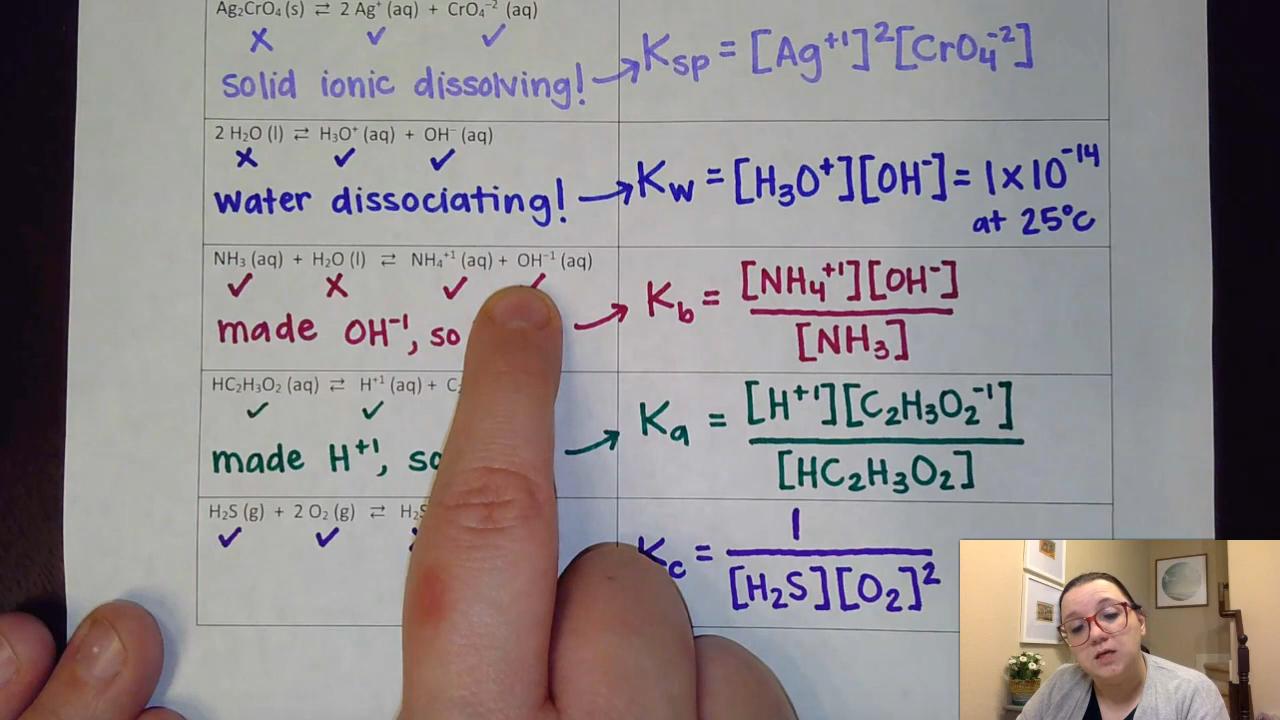 Ag₂CrO₄ (s) ⇄ 2 Ag⁺ (aq) + CrO₄⁻² (aq)
solid ionic dissolving! → Ksp = [Ag⁺¹]²[CrO₄⁻²]
2 H₂O (l) ⇄ H₃O⁺ (aq) + OH⁻ (aq)
water dissociating! → Kw = [H₃O⁺][OH⁻] = 1x10⁻¹⁴
at 25°C
NH₃ (aq) + H₂O (l) ⇄ NH₄⁺¹ (aq) + OH⁻¹ (aq)
made OH⁻¹, so → Kb = [NH₄⁺¹][OH⁻]
[NH₃]
HC₂H₃O₂ (aq) ⇄ H⁺¹ (aq) +
made H⁺¹, so → Ka = [H⁺¹][C₂H₃O₂⁻¹]
[HC₂H₃O₂]
H₂S (g) + 2 O₂ (g) ⇄
Kc = 1
[H₂S][O₂]²